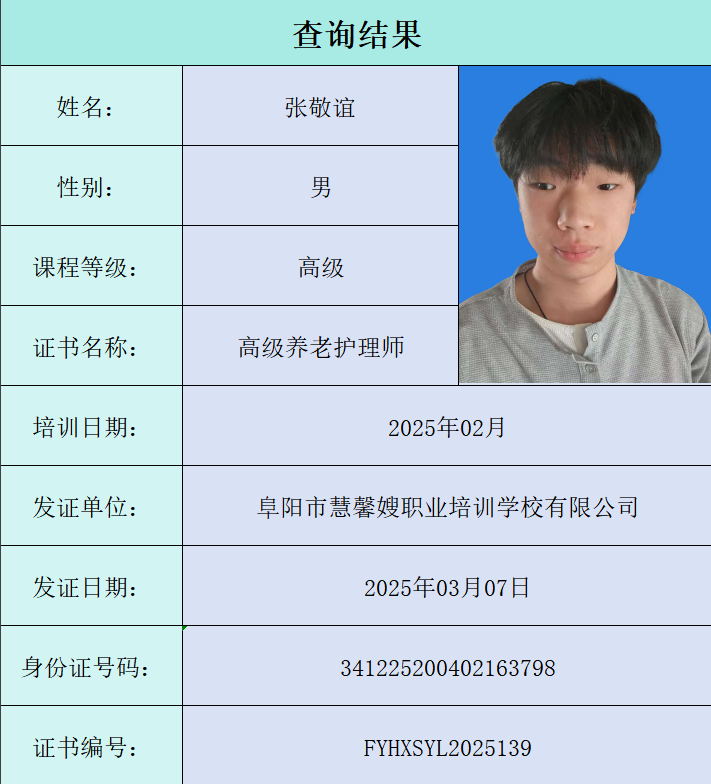 查询结果
姓名： 张敬谊
性别： 男
课程等级： 高级
证书名称： 高级养老护理师
培训日期： 2025年02月
发证单位： 阜阳市慧馨嫂职业培训学校有限公司
发证日期： 2025年03月07日
身份证号码： 341225200402163798
证书编号： FYHXSYL2025139